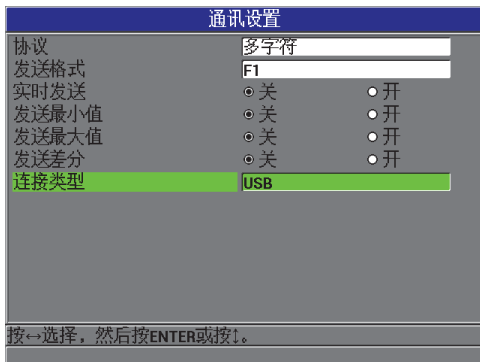 通讯设置
协议 多字符
发送格式 F1
实时发送 关 开
发送最小值 关 开
发送最大值 关 开
发送差分 关 开
连接类型 USB
按↔选择，然后按ENTER或按↕。